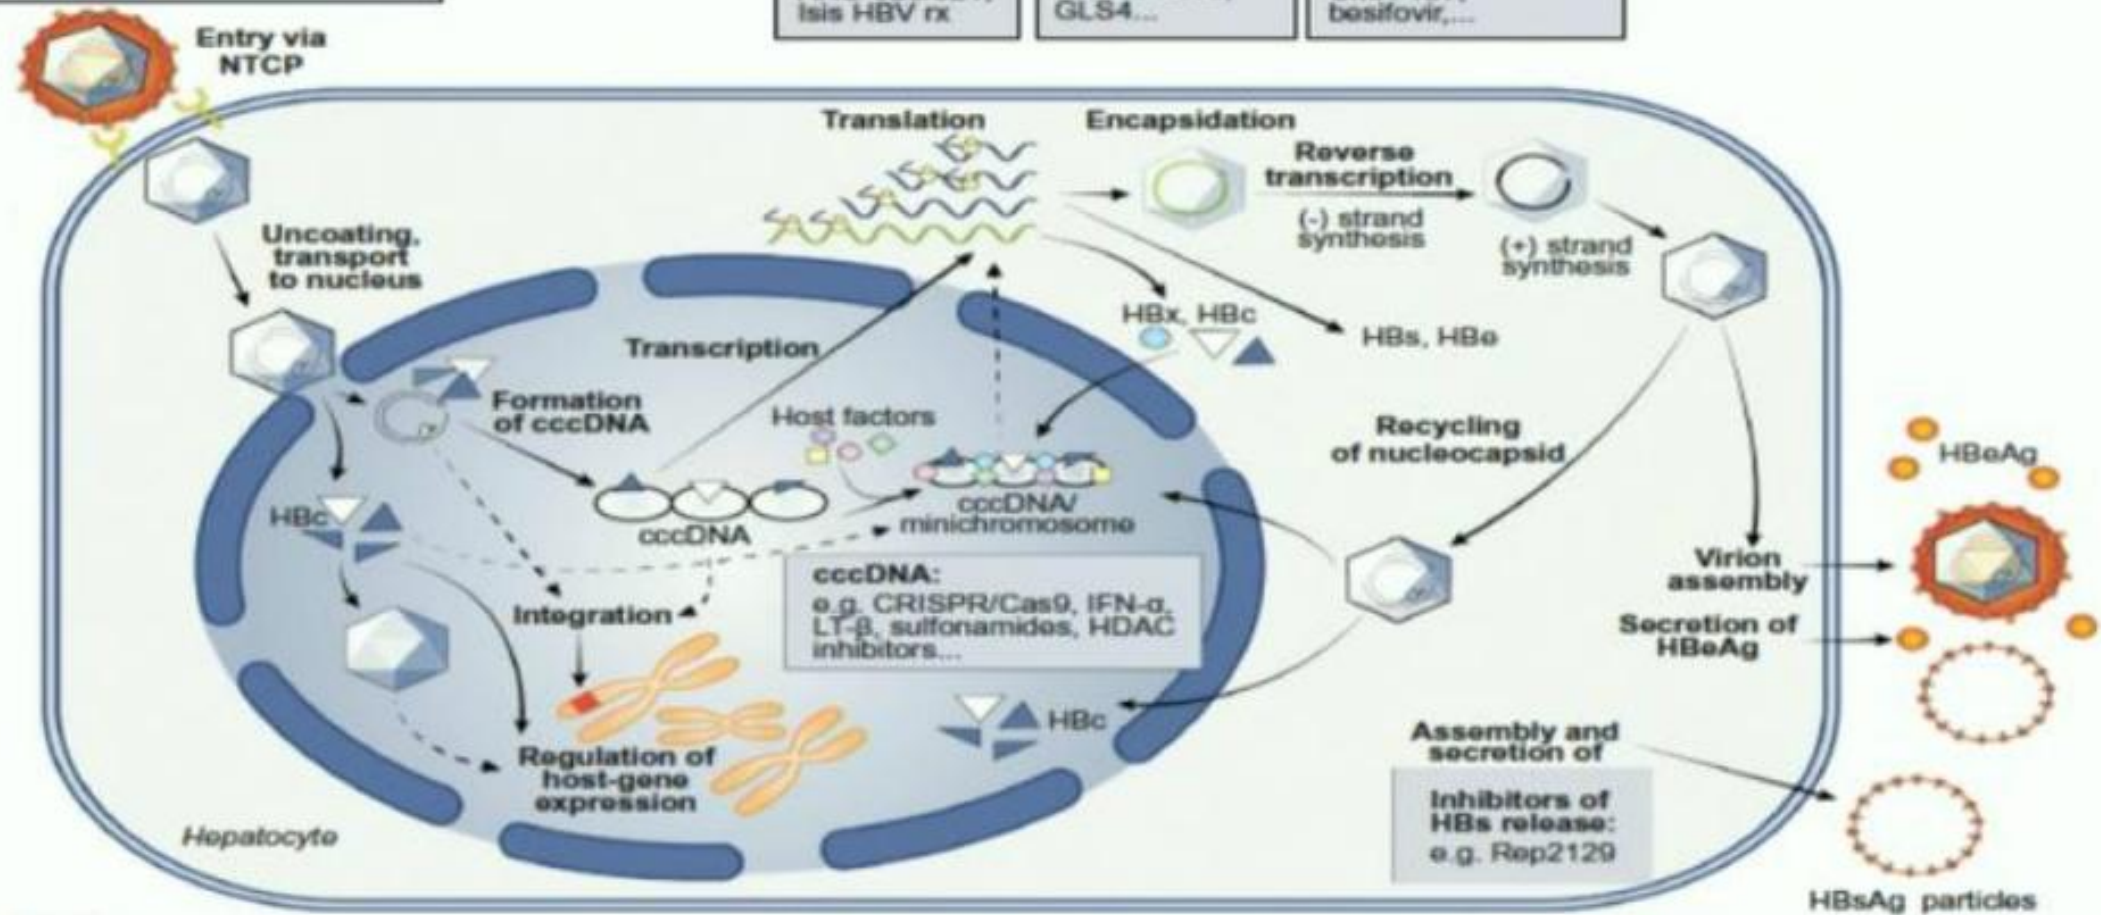 Isis HBV rx
GLS4...
besifovir,...
Entry via
NTCP
Translation
Encapsidation
Reverse
transcription
(-) strand
synthesis
(+) strand
synthesis
Uncoating,
transport
to nucleus
Transcription
HBx, HBc
HBs, HBe
Formation
of cccDNA
Host factors
Recycling
of nucleocapsid
HBeAg
HBc
cccDNA
cccDNA/
minichromosome
cccDNA:
e.g. CRISPR/Cas9, IFN-α,
LT-β, sulfonamides, HDAC
inhibitors...
Integration
Virion
assembly
Secretion of
HBeAg
HBc
Regulation of
host-gene
expression
Assembly and
secretion of
Inhibitors of
HBs release:
e.g. Rep2129
Hepatocyte
HBsAg particles